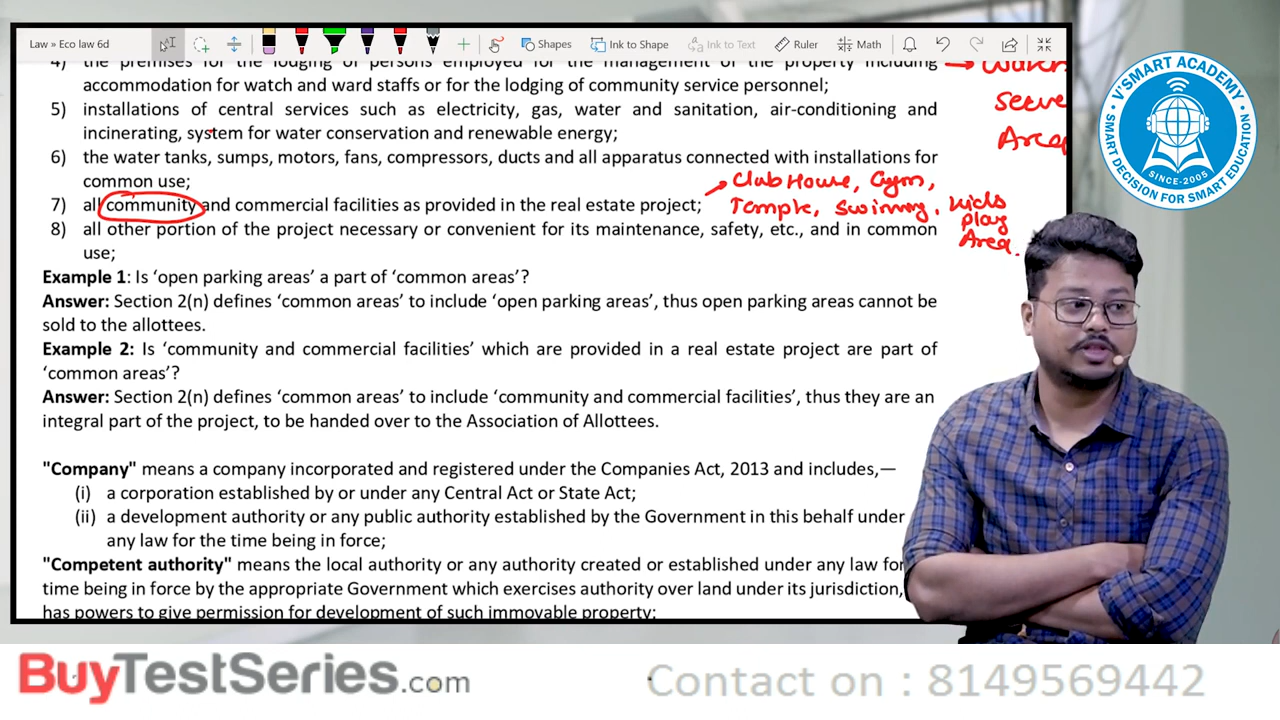 Law » Eco law 6d
Shapes
Ink to Shape
Ink to Text
Ruler
Math
4) the premises for the lodging of persons employed for the management of the property including
accommodation for watch and ward staffs or for the lodging of community service personnel;
5) installations of central services such as electricity, gas, water and sanitation, air-conditioning and
incinerating, system for water conservation and renewable energy;
6) the water tanks, sumps, motors, fans, compressors, ducts and all apparatus connected with installations for
common use;
7) all community and commercial facilities as provided in the real estate project;
8) all other portion of the project necessary or convenient for its maintenance, safety, etc., and in common
use;
Club House, Gym,
Temple, Swimmg,
kids
Play
Area.
Example 1: Is ‘open parking areas’ a part of ‘common areas’?
Answer: Section 2(n) defines ‘common areas’ to include ‘open parking areas’, thus open parking areas cannot be
sold to the allottees.
Example 2: Is ‘community and commercial facilities’ which are provided in a real estate project are part of
‘common areas’?
Answer: Section 2(n) defines ‘common areas’ to include ‘community and commercial facilities’, thus they are an
integral part of the project, to be handed over to the Association of Allottees.
"Company" means a company incorporated and registered under the Companies Act, 2013 and includes,—
(i) a corporation established by or under any Central Act or State Act;
(ii) a development authority or any public authority established by the Government in this behalf under
any law for the time being in force;
"Competent authority" means the local authority or any authority created or established under any law for
time being in force by the appropriate Government which exercises authority over land under its jurisdiction,
has powers to give permission for development of such immovable property;
V'SMART ACADEMY
SINCE-2005
SMART DECISION FOR SMART EDUCATION
BuyTestSeries.com
Contact on : 8149569442